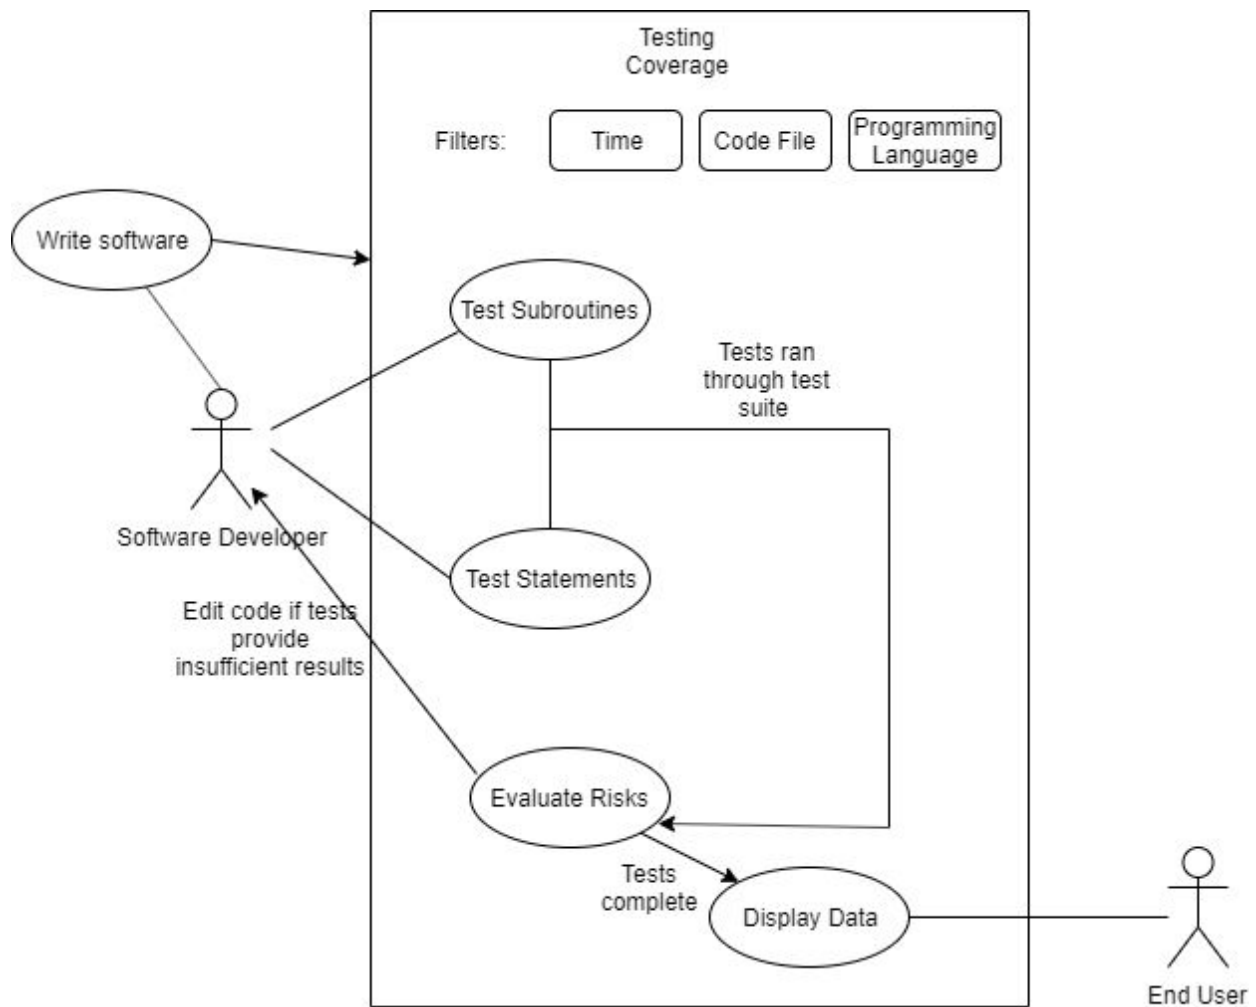 Testing
Coverage
Filters:
Time
Code File
Programming
Language
Write software
Test Subroutines
Tests ran
through test
suite
Software Developer
Test Statements
Edit code if tests
provide
insufficient results
Evaluate Risks
Tests
complete
Display Data
End User